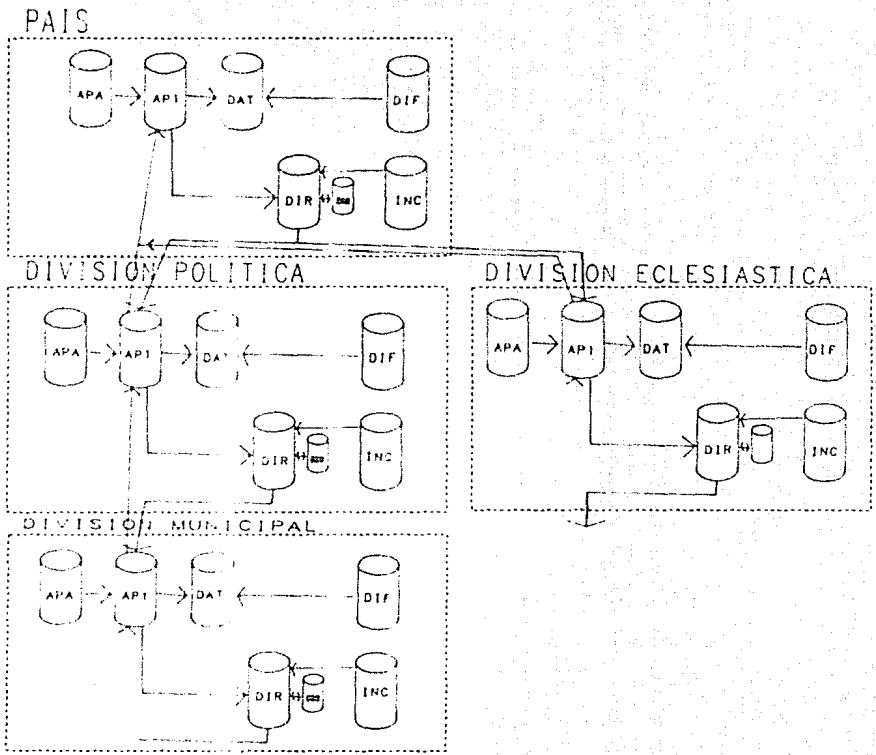 PAIS
APA API DAT DIF
DIR INC
DIVISION POLITICA
APA API DAT DIF
DIR INC
DIVISION ECLESIASTICA
APA API DAT DIF
DIR INC
DIVISION MUNICIPAL
APA API DAT DIF
DIR INC